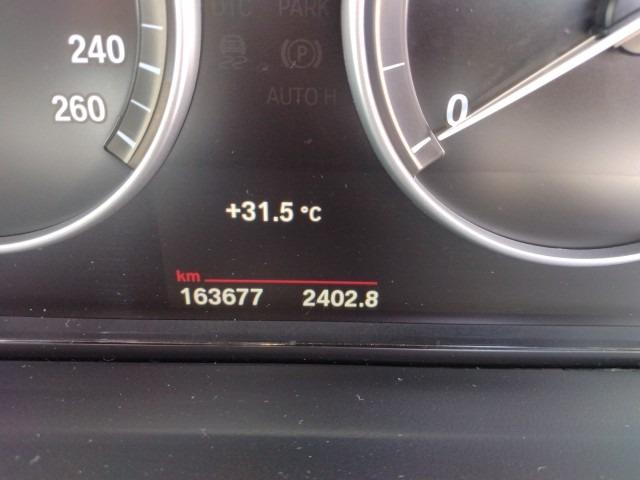 DTC PARK
240
(P)
260
AUTO H
0
+31.5 °C
km
163677 2402.8